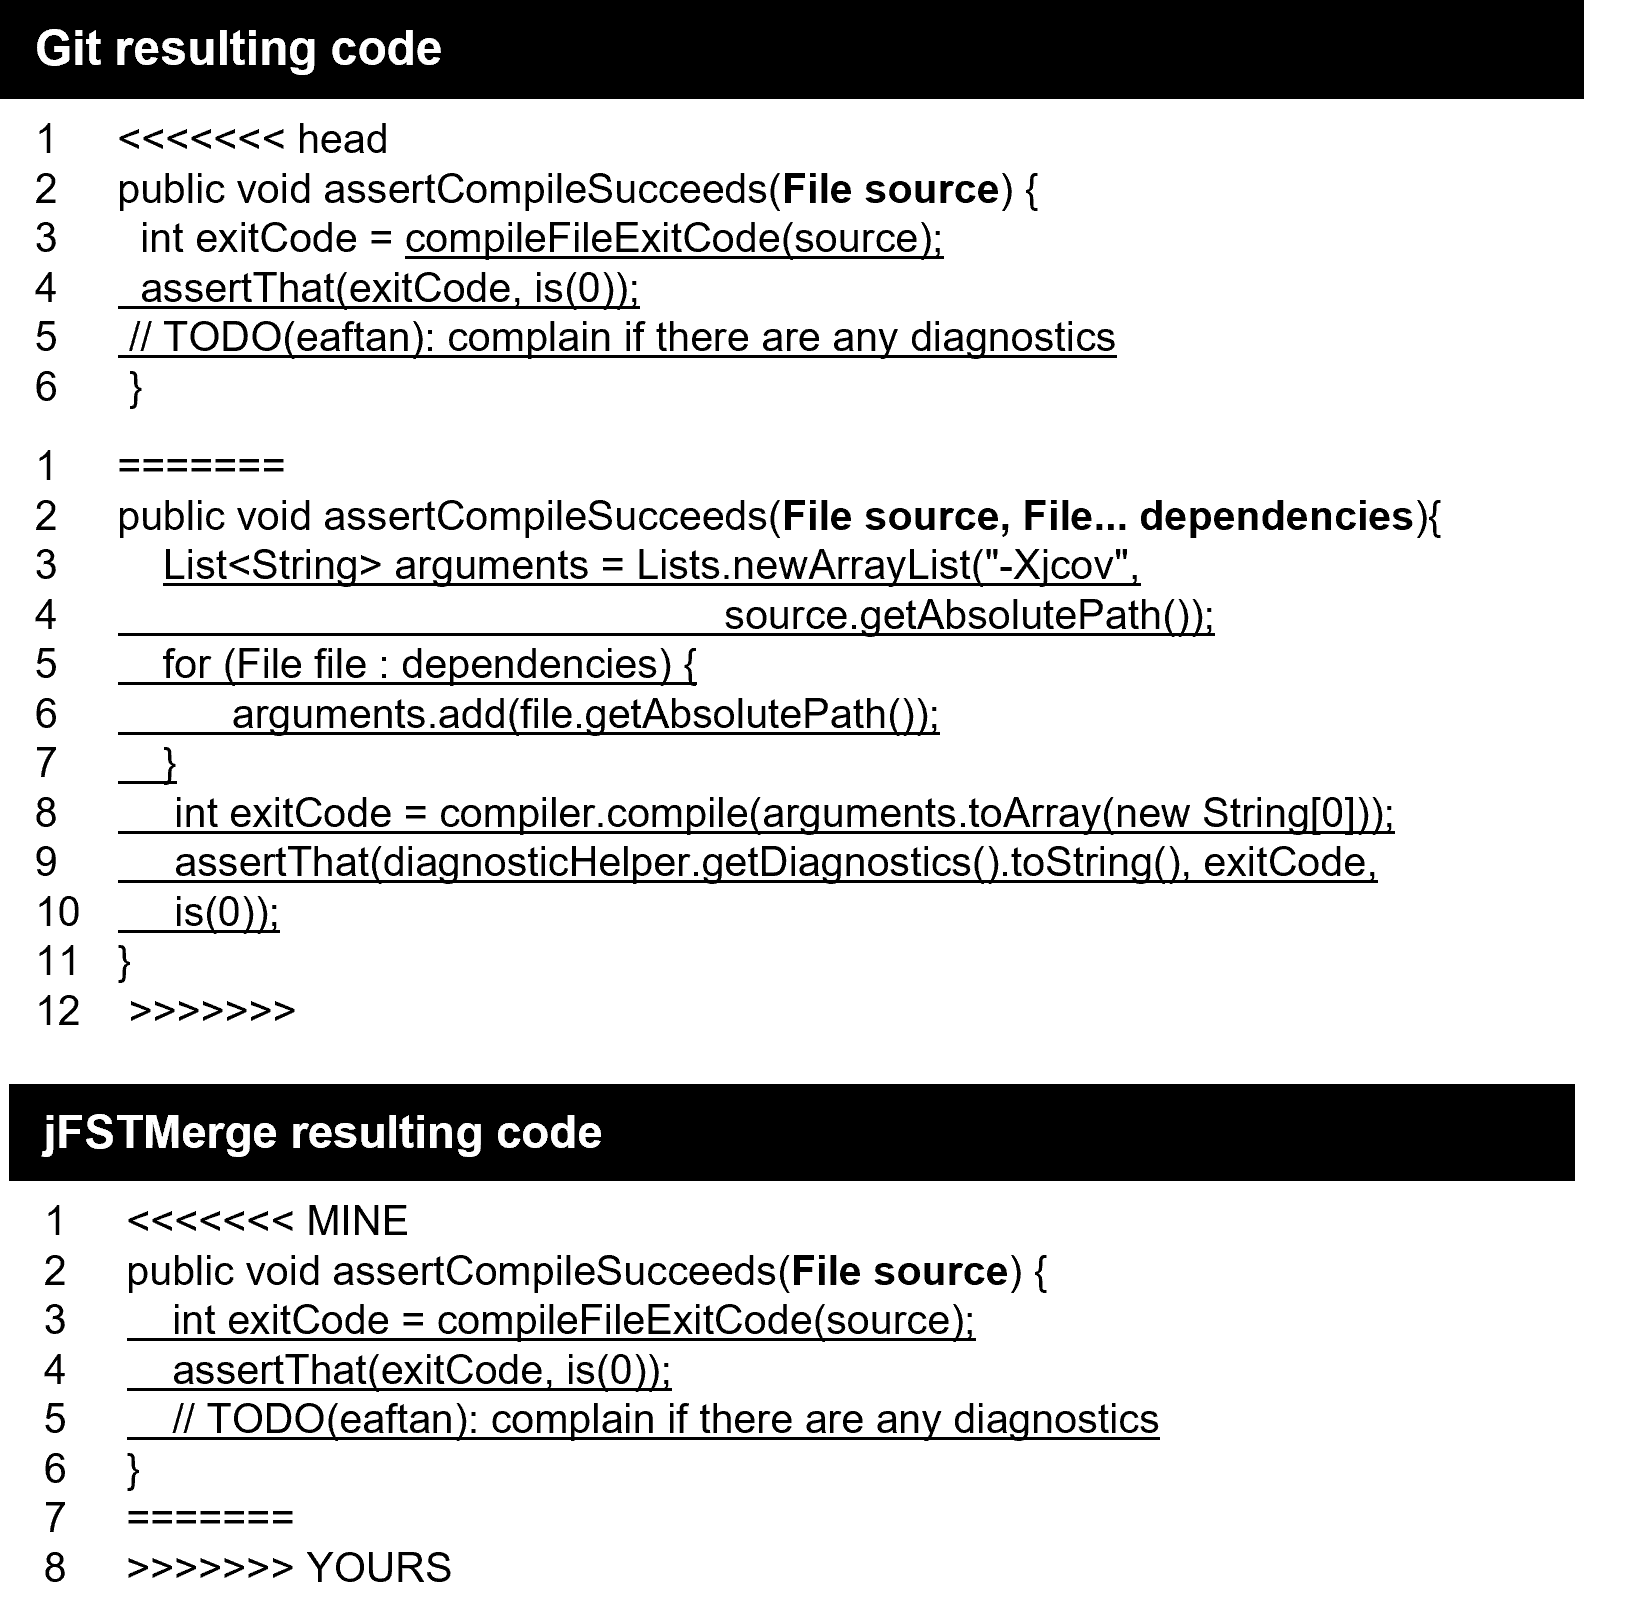 Git resulting code
1 <<<<<<< head
2 public void assertCompileSucceeds(File source) {
3 int exitCode = compileFileExitCode(source);
4 assertThat(exitCode, is(0));
5 // TODO(eaftan): complain if there are any diagnostics
6 }
1 =======
2 public void assertCompileSucceeds(File source, File... dependencies){
3 List<String> arguments = Lists.newArrayList("-Xjcov",
4 source.getAbsolutePath());
5 for (File file : dependencies) {
6 arguments.add(file.getAbsolutePath());
7 }
8 int exitCode = compiler.compile(arguments.toArray(new String[0]));
9 assertThat(diagnosticHelper.getDiagnostics().toString(), exitCode,
10 is(0));
11 }
12 >>>>>>>
jFSTMerge resulting code
1 <<<<<<< MINE
2 public void assertCompileSucceeds(File source) {
3 int exitCode = compileFileExitCode(source);
4 assertThat(exitCode, is(0));
5 // TODO(eaftan): complain if there are any diagnostics
6 }
7 =======
8 >>>>>>> YOURS